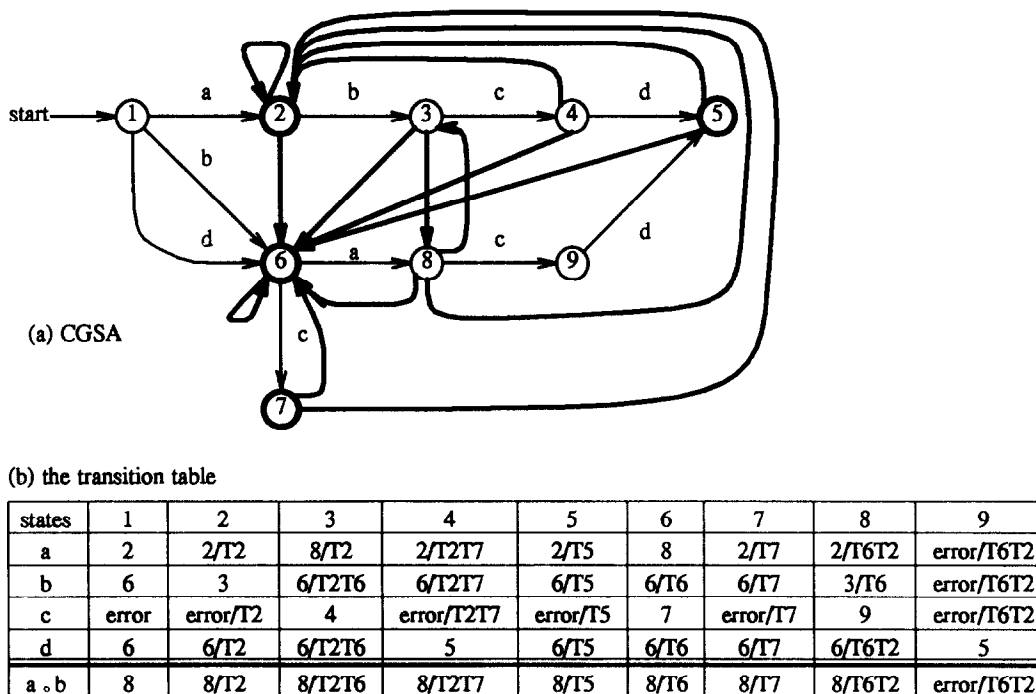 a b c d
start 1 2 3 4 5
b
d a c d
6 8 9
(a) CGSA c
7
(b) the transition table
states 1 2 3 4 5 6 7 8 9
a 2 2/T2 8/T2 2/T2T7 2/T5 8 2/T7 2/T6T2 error/T6T2
b 6 3 6/T2T6 6/T2T7 6/T5 6/T6 6/T7 3/T6 error/T6T2
c error error/T2 4 error/T2T7 error/T5 7 error/T7 9 error/T6T2
d 6 6/T2 6/T2T6 5 6/T5 6/T6 6/T7 6/T6T2 5
a ∘ b 8 8/T2 8/T2T6 8/T2T7 8/T5 8/T6 8/T7 8/T6T2 error/T6T2